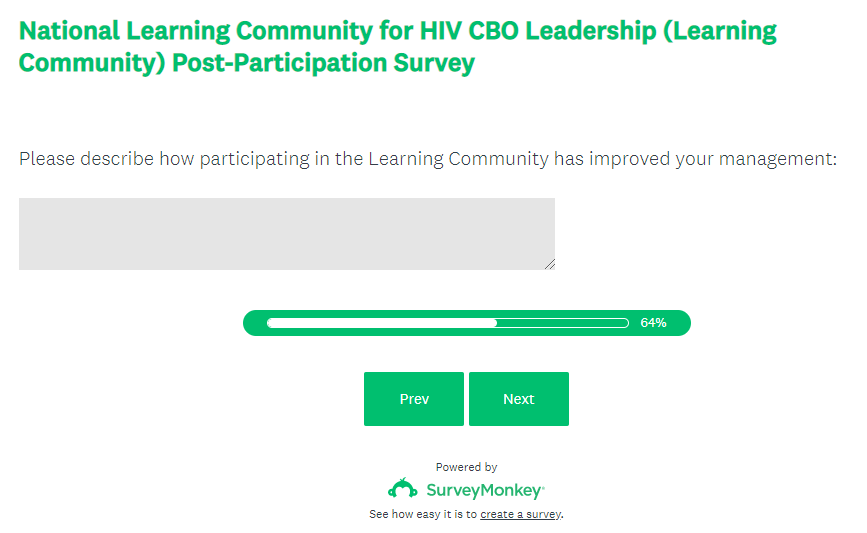 National Learning Community for HIV CBO Leadership (Learning
Community) Post-Participation Survey
Please describe how participating in the Learning Community has improved your management:
64%
Prev
Next
Powered by
SurveyMonkey®
See how easy it is to create a survey.